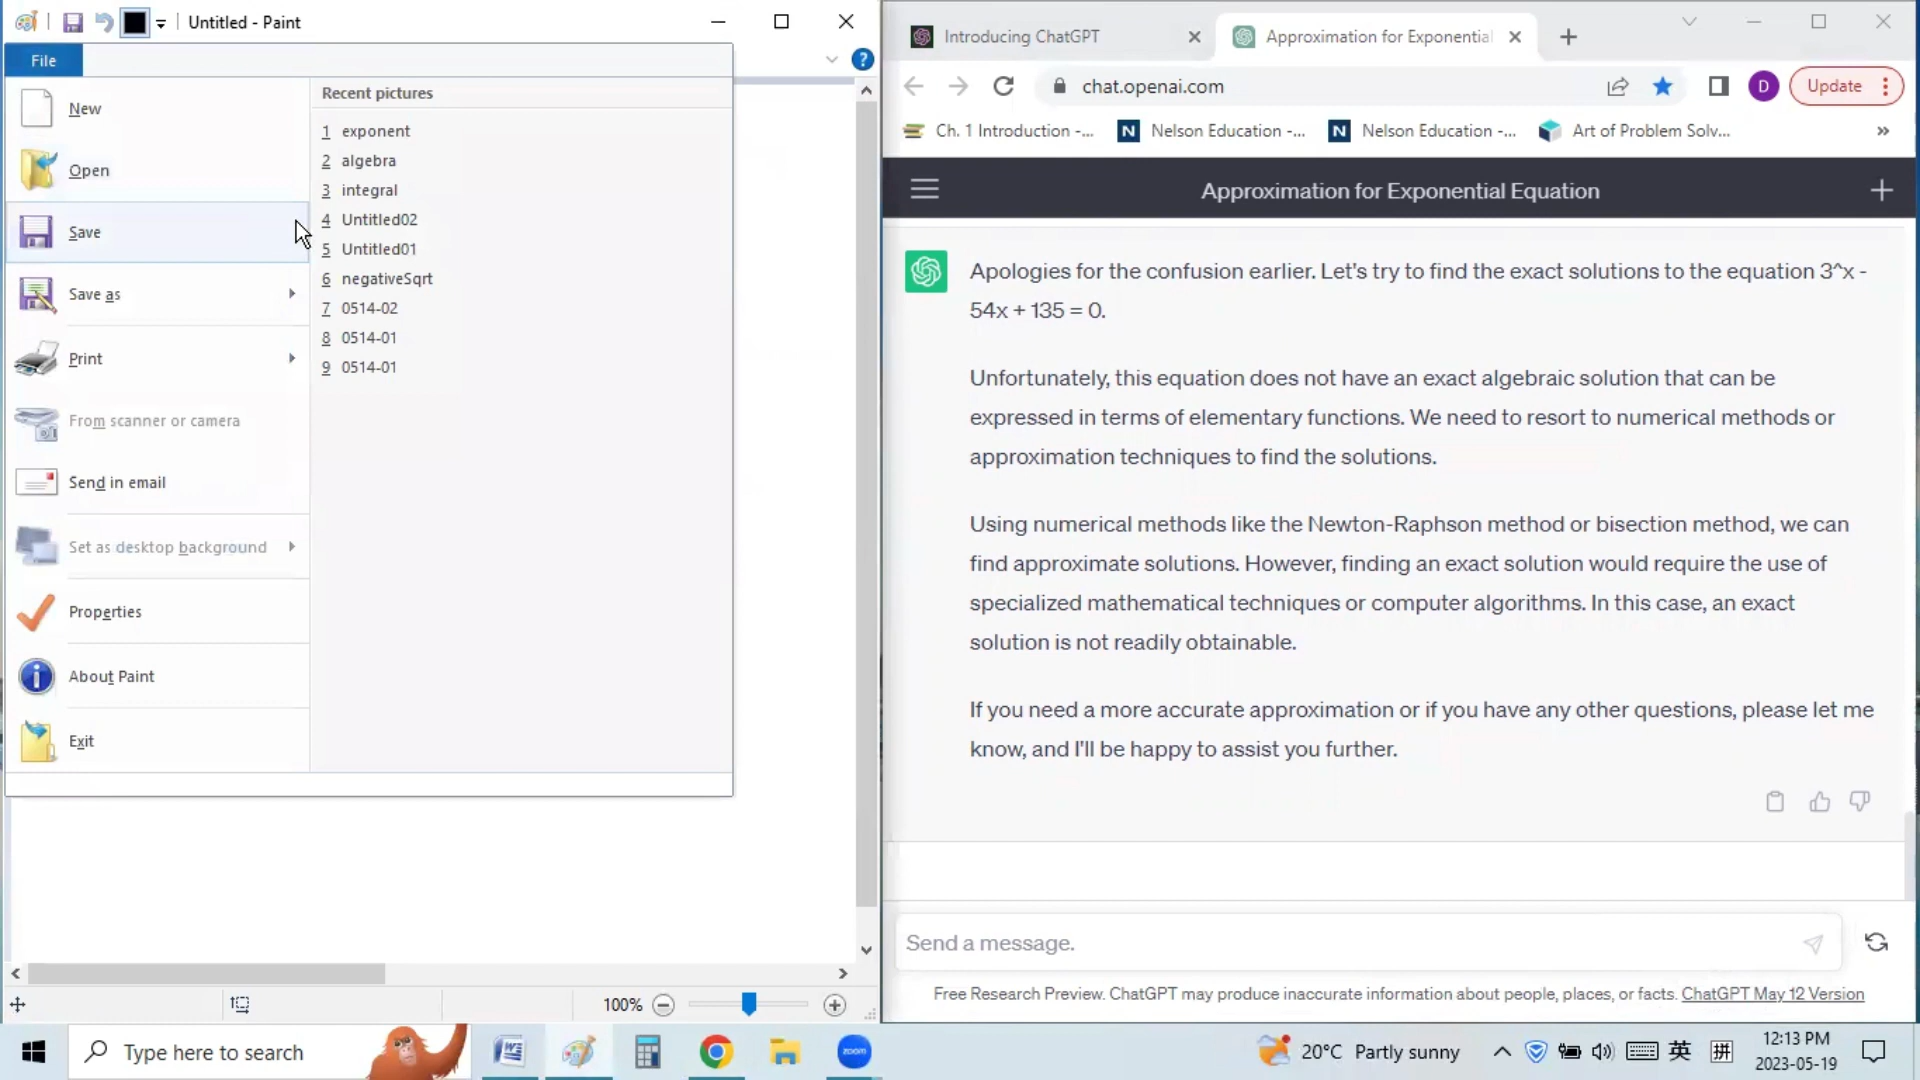 Untitled - Paint
File
New
Open
Save
Save as
Print
From scanner or camera
Send in email
Set as desktop background
Properties
About Paint
Exit
Recent pictures
1 exponent
2 algebra
3 integral
4 Untitled02
5 Untitled01
6 negativeSqrt
7 0514-02
8 0514-01
9 0514-01
100%
Introducing ChatGPT
Approximation for Exponential
chat.openai.com
D
Update
Ch. 1 Introduction -...
N Nelson Education -...
N Nelson Education -...
Art of Problem Solv...
Approximation for Exponential Equation
Apologies for the confusion earlier. Let's try to find the exact solutions to the equation 3^x -
54x + 135 = 0.
Unfortunately, this equation does not have an exact algebraic solution that can be
expressed in terms of elementary functions. We need to resort to numerical methods or
approximation techniques to find the solutions.
Using numerical methods like the Newton-Raphson method or bisection method, we can
find approximate solutions. However, finding an exact solution would require the use of
specialized mathematical techniques or computer algorithms. In this case, an exact
solution is not readily obtainable.
If you need a more accurate approximation or if you have any other questions, please let me
know, and I'll be happy to assist you further.
Send a message.
Free Research Preview. ChatGPT may produce inaccurate information about people, places, or facts. ChatGPT May 12 Version
Type here to search
zoom
20°C Partly sunny
英
拼
12:13 PM
2023-05-19